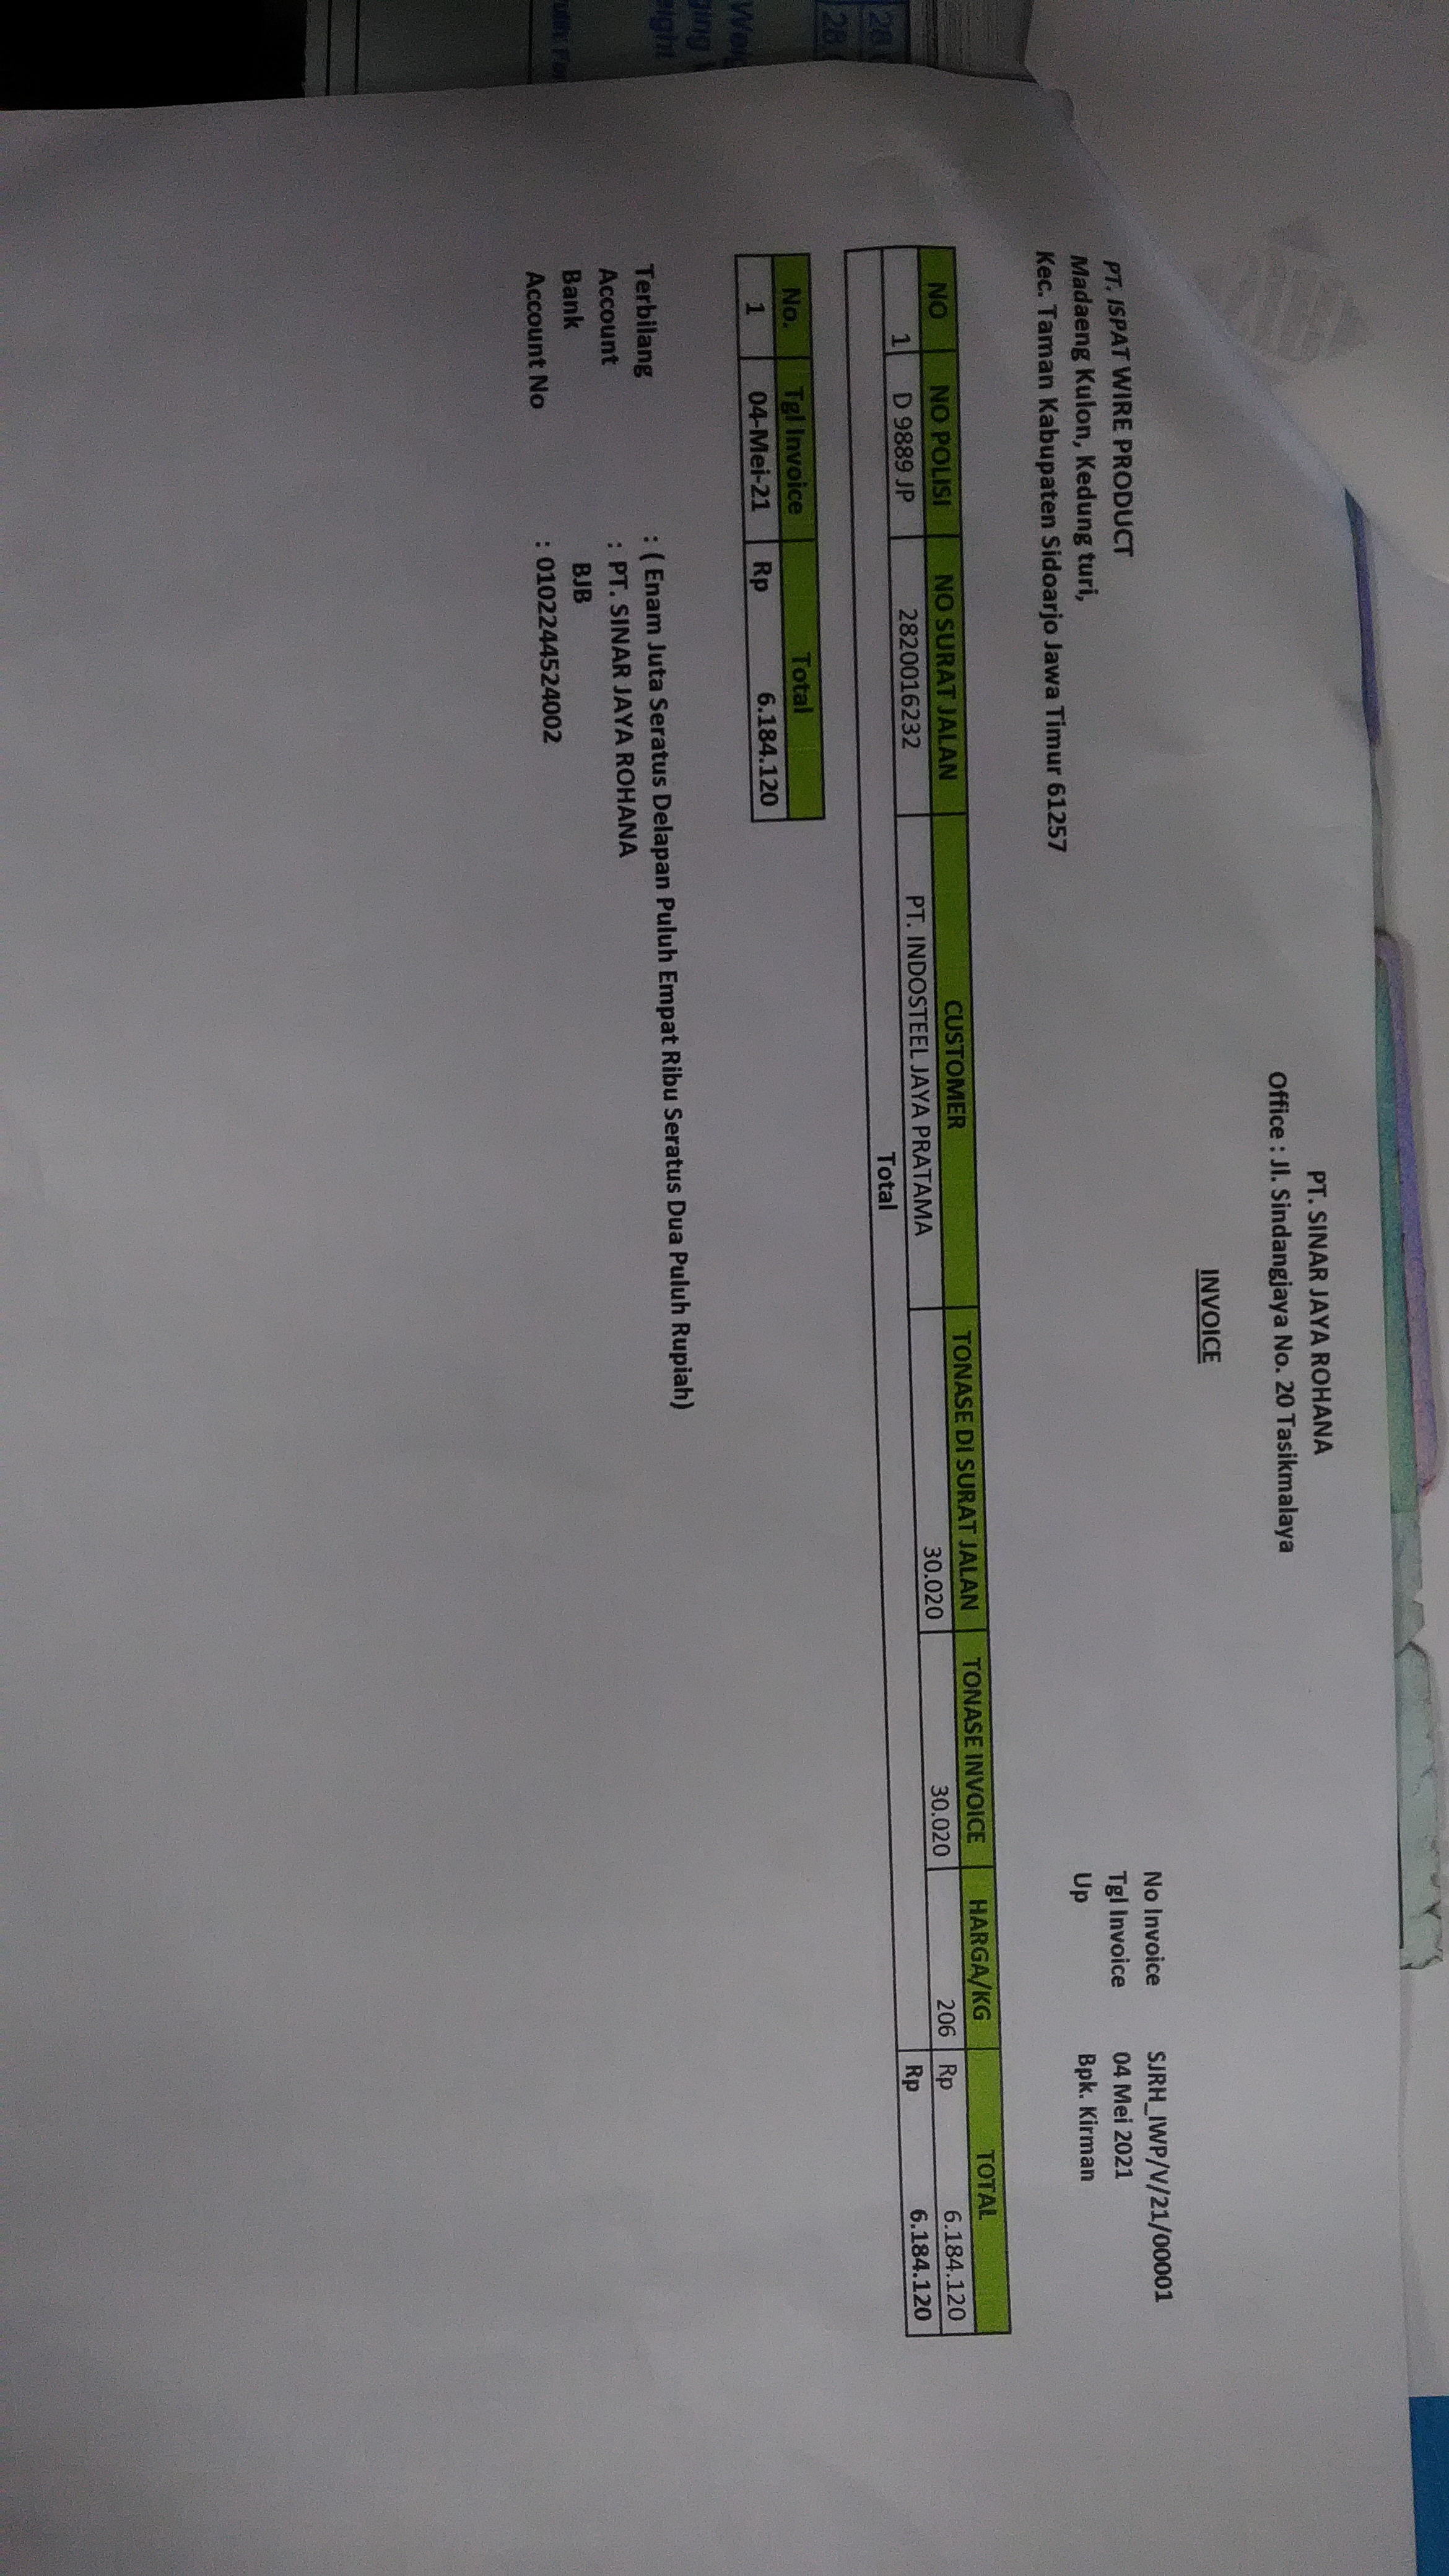 PT. SINAR JAYA ROHANA
Office : Jl. Sindangjaya No. 20 Tasikmalaya
INVOICE
No Invoice SJRH_IWP/V/21/00001
Tgl Invoice 04 Mei 2021
Up Bpk. Kirman
PT. ISPAT WIRE PRODUCT
Madaeng Kulon, Kedung turi,
Kec. Taman Kabupaten Sidoarjo Jawa Timur 61257
NO NO POLISI NO SURAT JALAN CUSTOMER TONASE DI SURAT JALAN TONASE INVOICE HARGA/KG TOTAL
1 D 9889 JP 2820016232 PT. INDOSTEEL JAYA PRATAMA 30.020 30.020 206 Rp 6.184.120
Total Rp 6.184.120
No. Tgl Invoice Total
1 04-Mei-21 Rp 6.184.120
Terbilang : ( Enam Juta Seratus Delapan Puluh Empat Ribu Seratus Dua Puluh Rupiah)
Account : PT. SINAR JAYA ROHANA
Bank BJB
Account No : 0102244524002